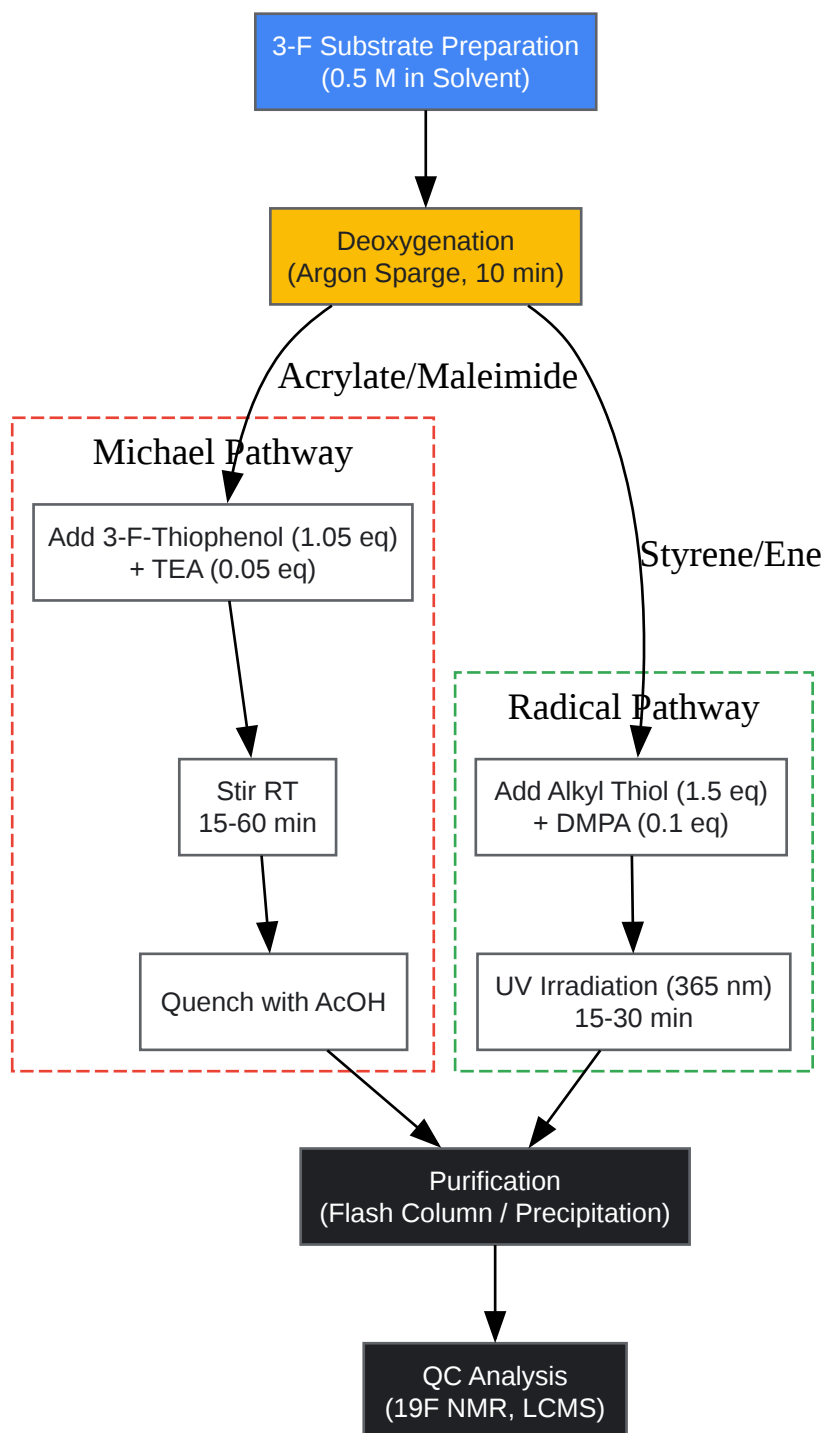 3-F Substrate Preparation
(0.5 M in Solvent)
Deoxygenation
(Argon Sparge, 10 min)
Acrylate/Maleimide
Michael Pathway
Add 3-F-Thiophenol (1.05 eq)
+ TEA (0.05 eq)
Stir RT
15-60 min
Quench with AcOH
Styrene/Ene
Radical Pathway
Add Alkyl Thiol (1.5 eq)
+ DMPA (0.1 eq)
UV Irradiation (365 nm)
15-30 min
Purification
(Flash Column / Precipitation)
QC Analysis
(19F NMR, LCMS)